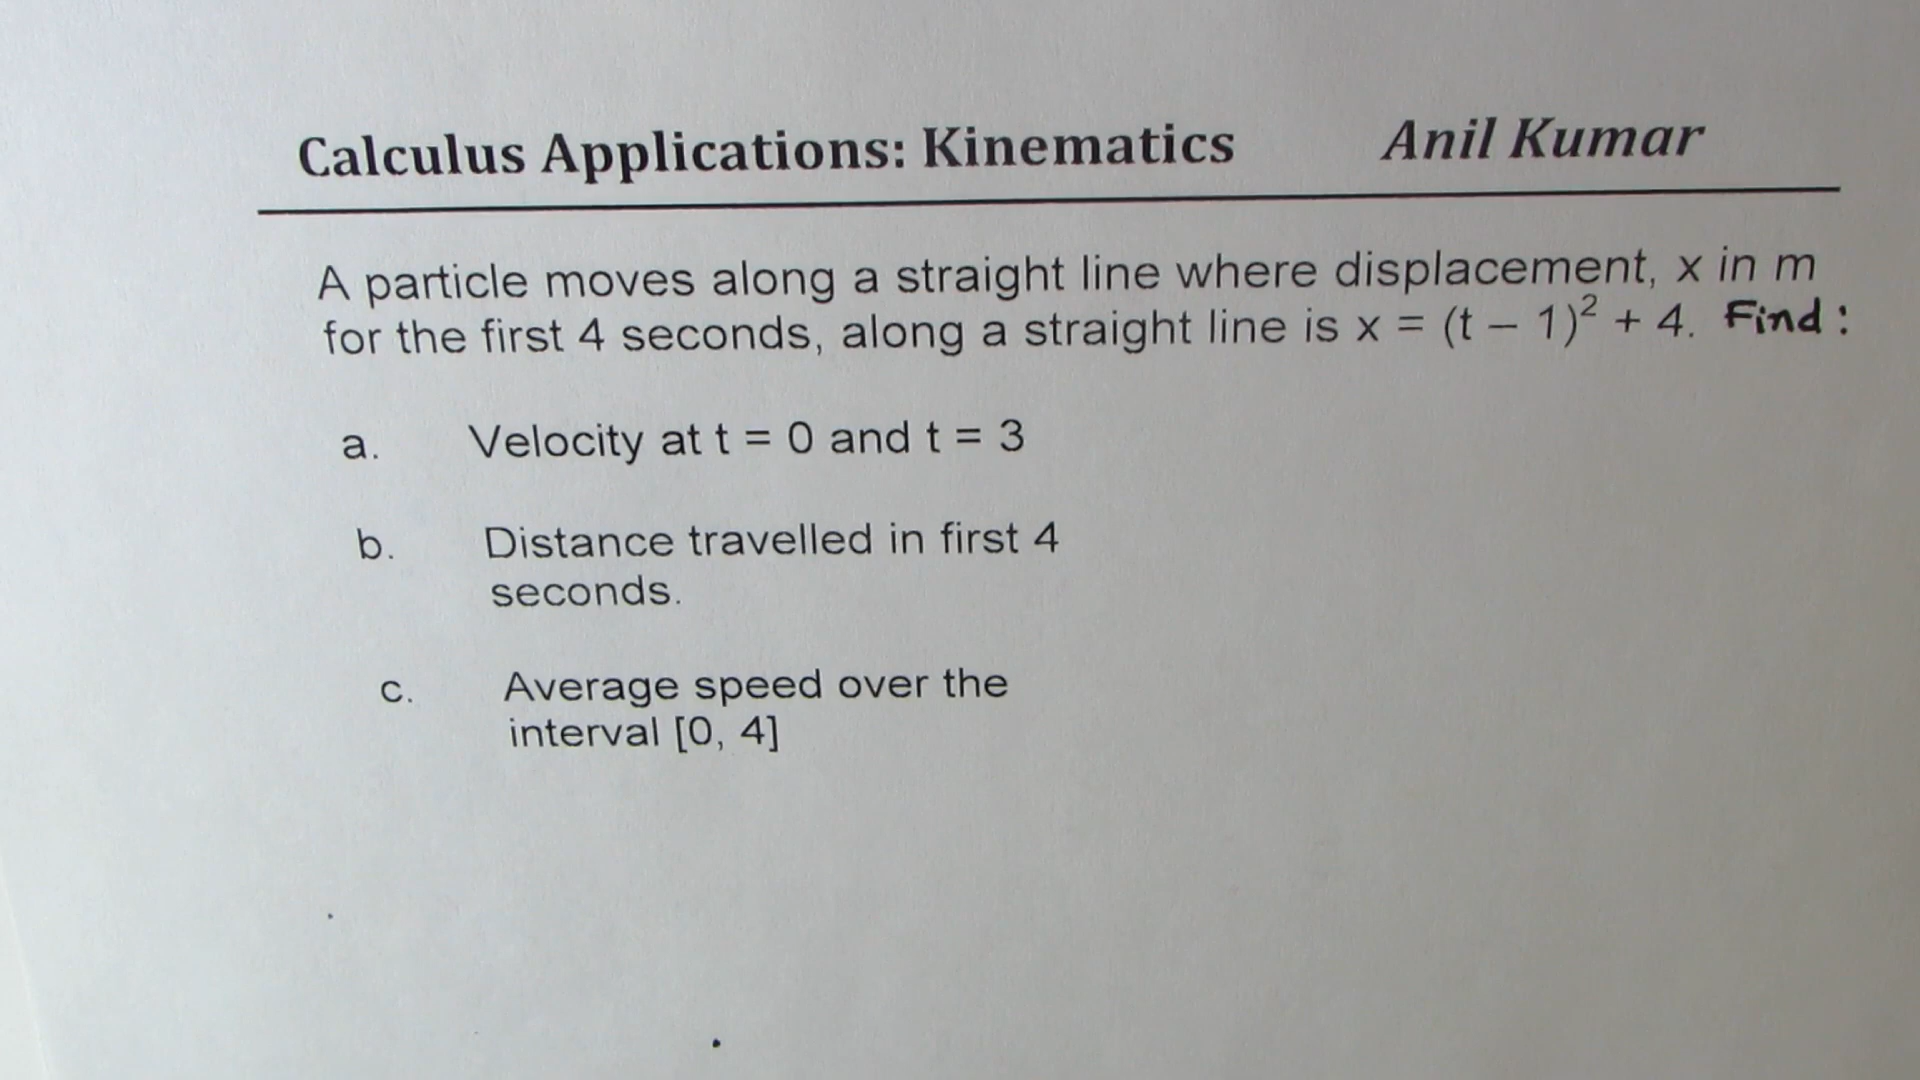 Calculus Applications: Kinematics Anil Kumar
A particle moves along a straight line where displacement, x in m
for the first 4 seconds, along a straight line is x = (t – 1)² + 4. Find :
a. Velocity at t = 0 and t = 3
b. Distance travelled in first 4
seconds.
c. Average speed over the
interval [0, 4]